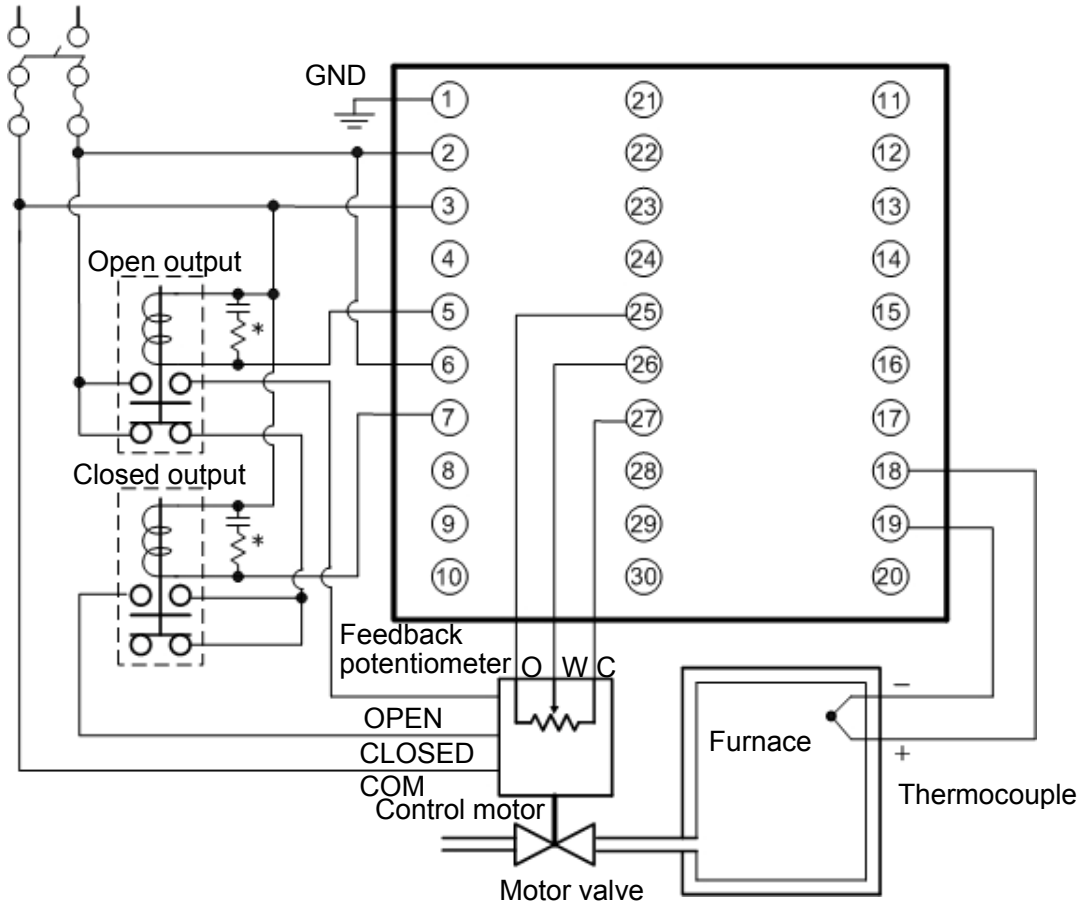 GND
1 21 11
2 22 12
3 23 13
4 24 14
Open output
5 25 15
*
6 26 16
7 27 17
Closed output
8 28 18
9 29 19
*
10 30 20
Feedback
potentiometer O W C
−
OPEN
Furnace
CLOSED
+
COM
Thermocouple
Control motor
Motor valve